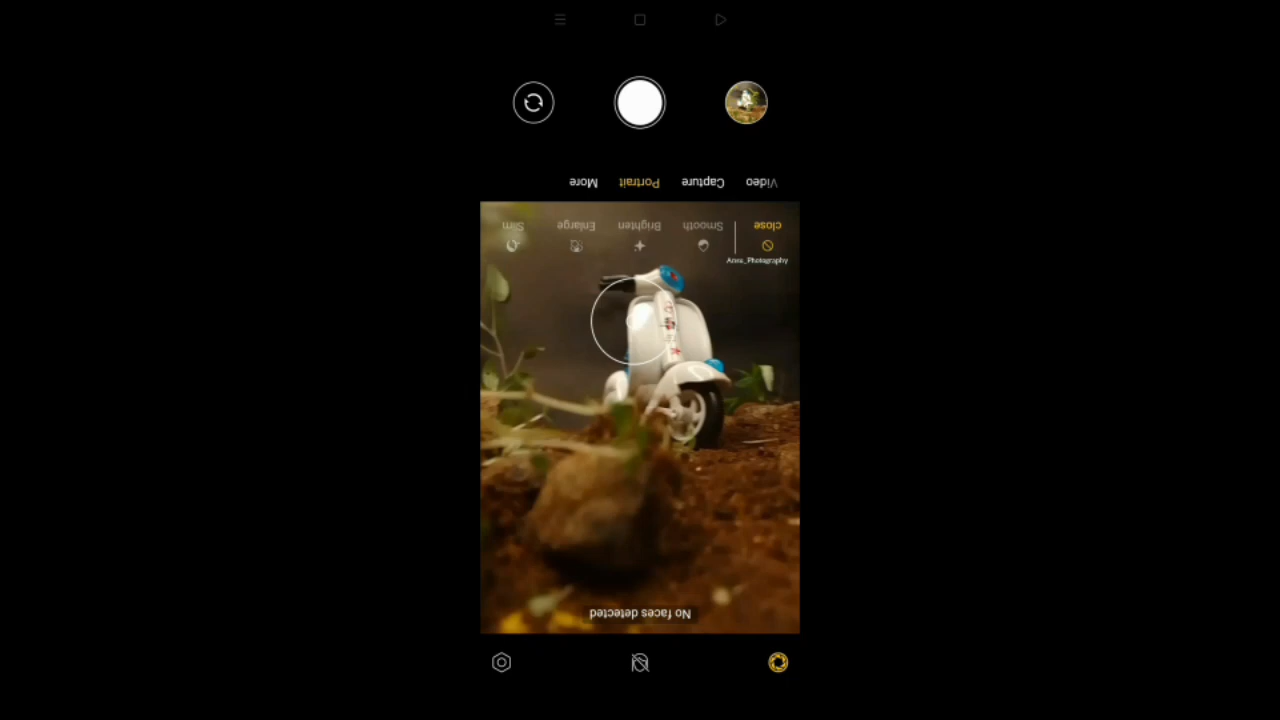 No faces detected
Anna_Photography
close Smooth Brighten Enlarge Slim
Video Capture Portrait More